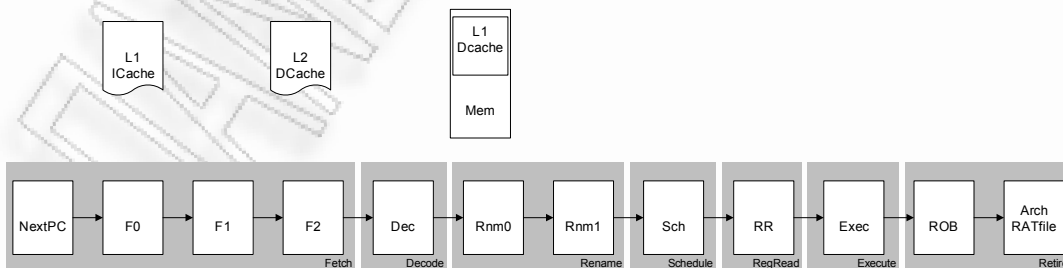 L1
ICache
L2
DCache
L1
Dcache
Mem
NextPC
F0
F1
F2
Dec
Rnm0
Rnm1
Sch
RR
Exec
ROB
Arch
RATfile
Fetch
Decode
Rename
Schedule
RegRead
Execute